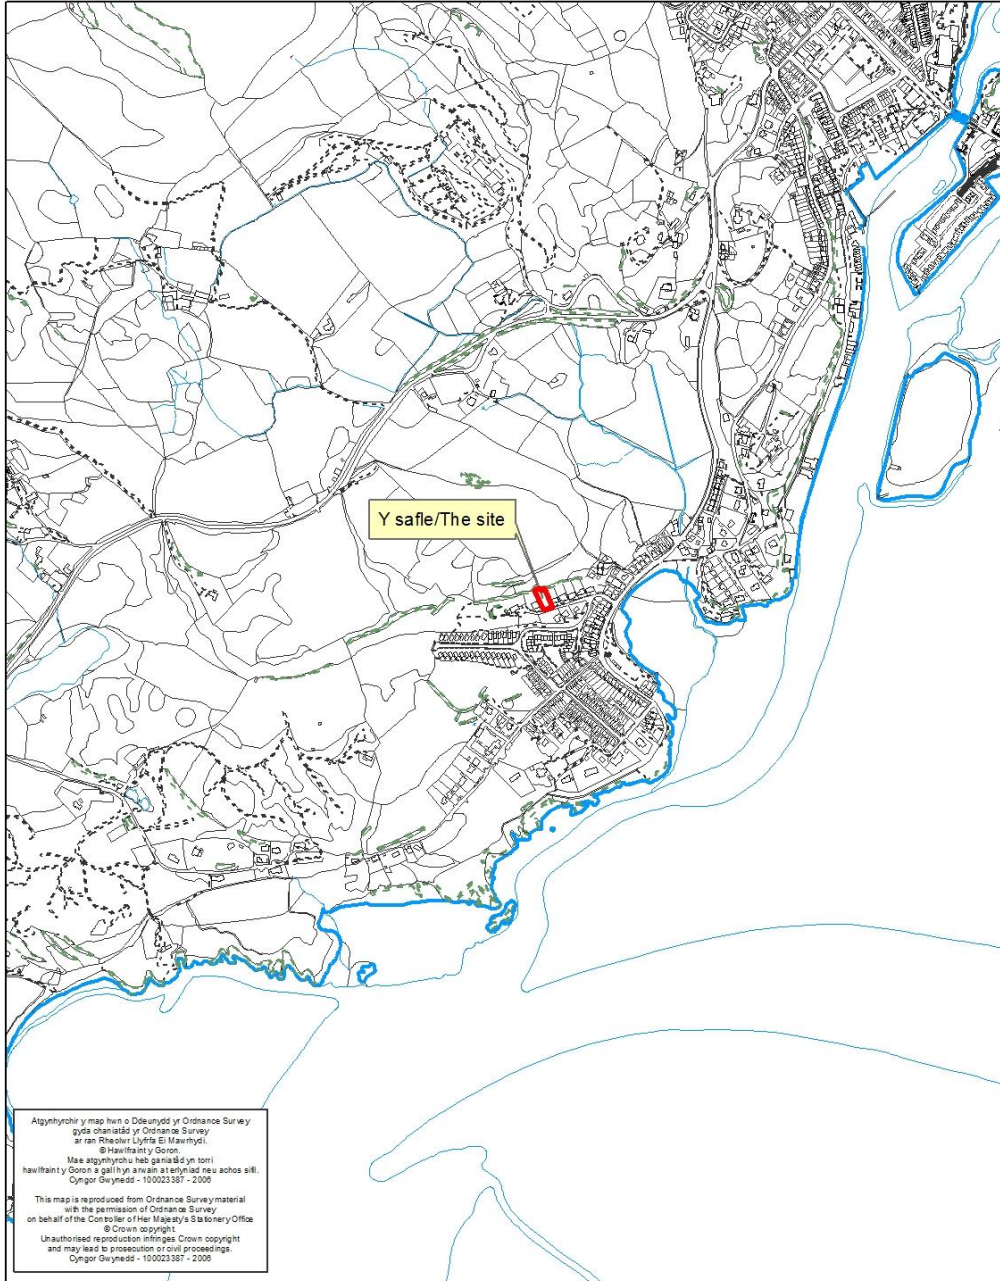 Y safle/The site
Atgynhyrchir y map hwn o Ddeunydd yr Ordnance Survey
gyda chaniatâd yr Ordnance Survey
ar ran Rheolwr Llyfrfa Ei Mawrhydi.
© Hawlfraint y Goron.
Mae atgynhyrchu heb ganiatâd yn torri
hawlfraint y Goron a gall hyn arwain at erlyniad neu achos sifil.
Cyngor Gwynedd - 100023387 - 2006
This map is reproduced from Ordnance Survey material
with the permission of Ordnance Survey
on behalf of the Controller of Her Majesty's Stationery Office
© Crown copyright.
Unauthorised reproduction infringes Crown copyright
and may lead to prosecution or civil proceedings.
Cyngor Gwynedd - 100023387 - 2006